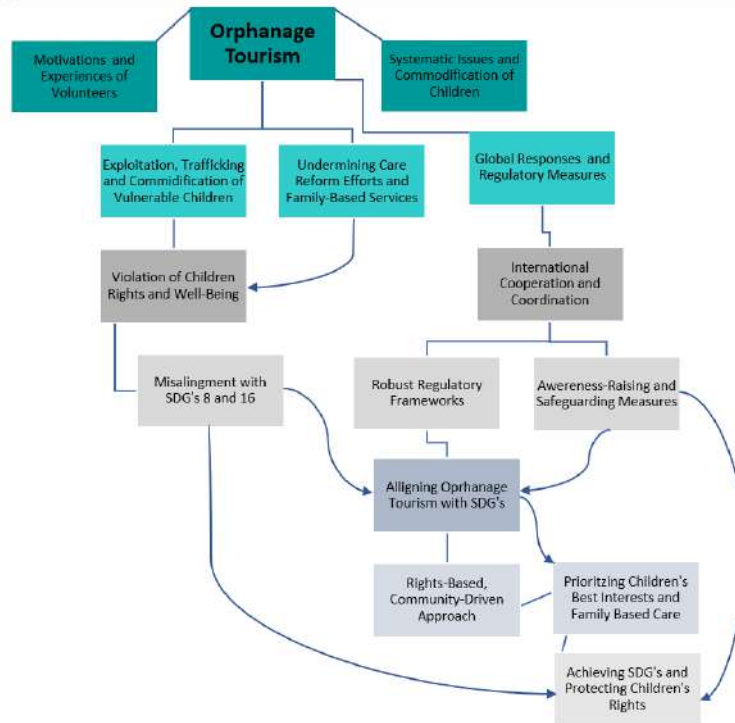 Orphanage
Tourism
Motivations and
Experiences of
Volunteers
Systematic Issues and
Commodification of
Children
Exploitation, Trafficking
and Commidification of
Vulnerable Children
Undermining Care
Reform Efforts and
Family-Based Services
Global Responses and
Regulatory Measures
Violation of Children
Rights and Well-Being
International
Cooperation and
Coordination
Misalingment with
SDG's 8 and 16
Robust Regulatory
Frameworks
Awereness-Raising and
Safeguarding Measures
Alligning Oprhanage
Tourism with SDG's
Rights-Based,
Community-Driven
Approach
Prioritizing Children's
Best Interests and
Family Based Care
Achieving SDG's and
Protecting Children's
Rights